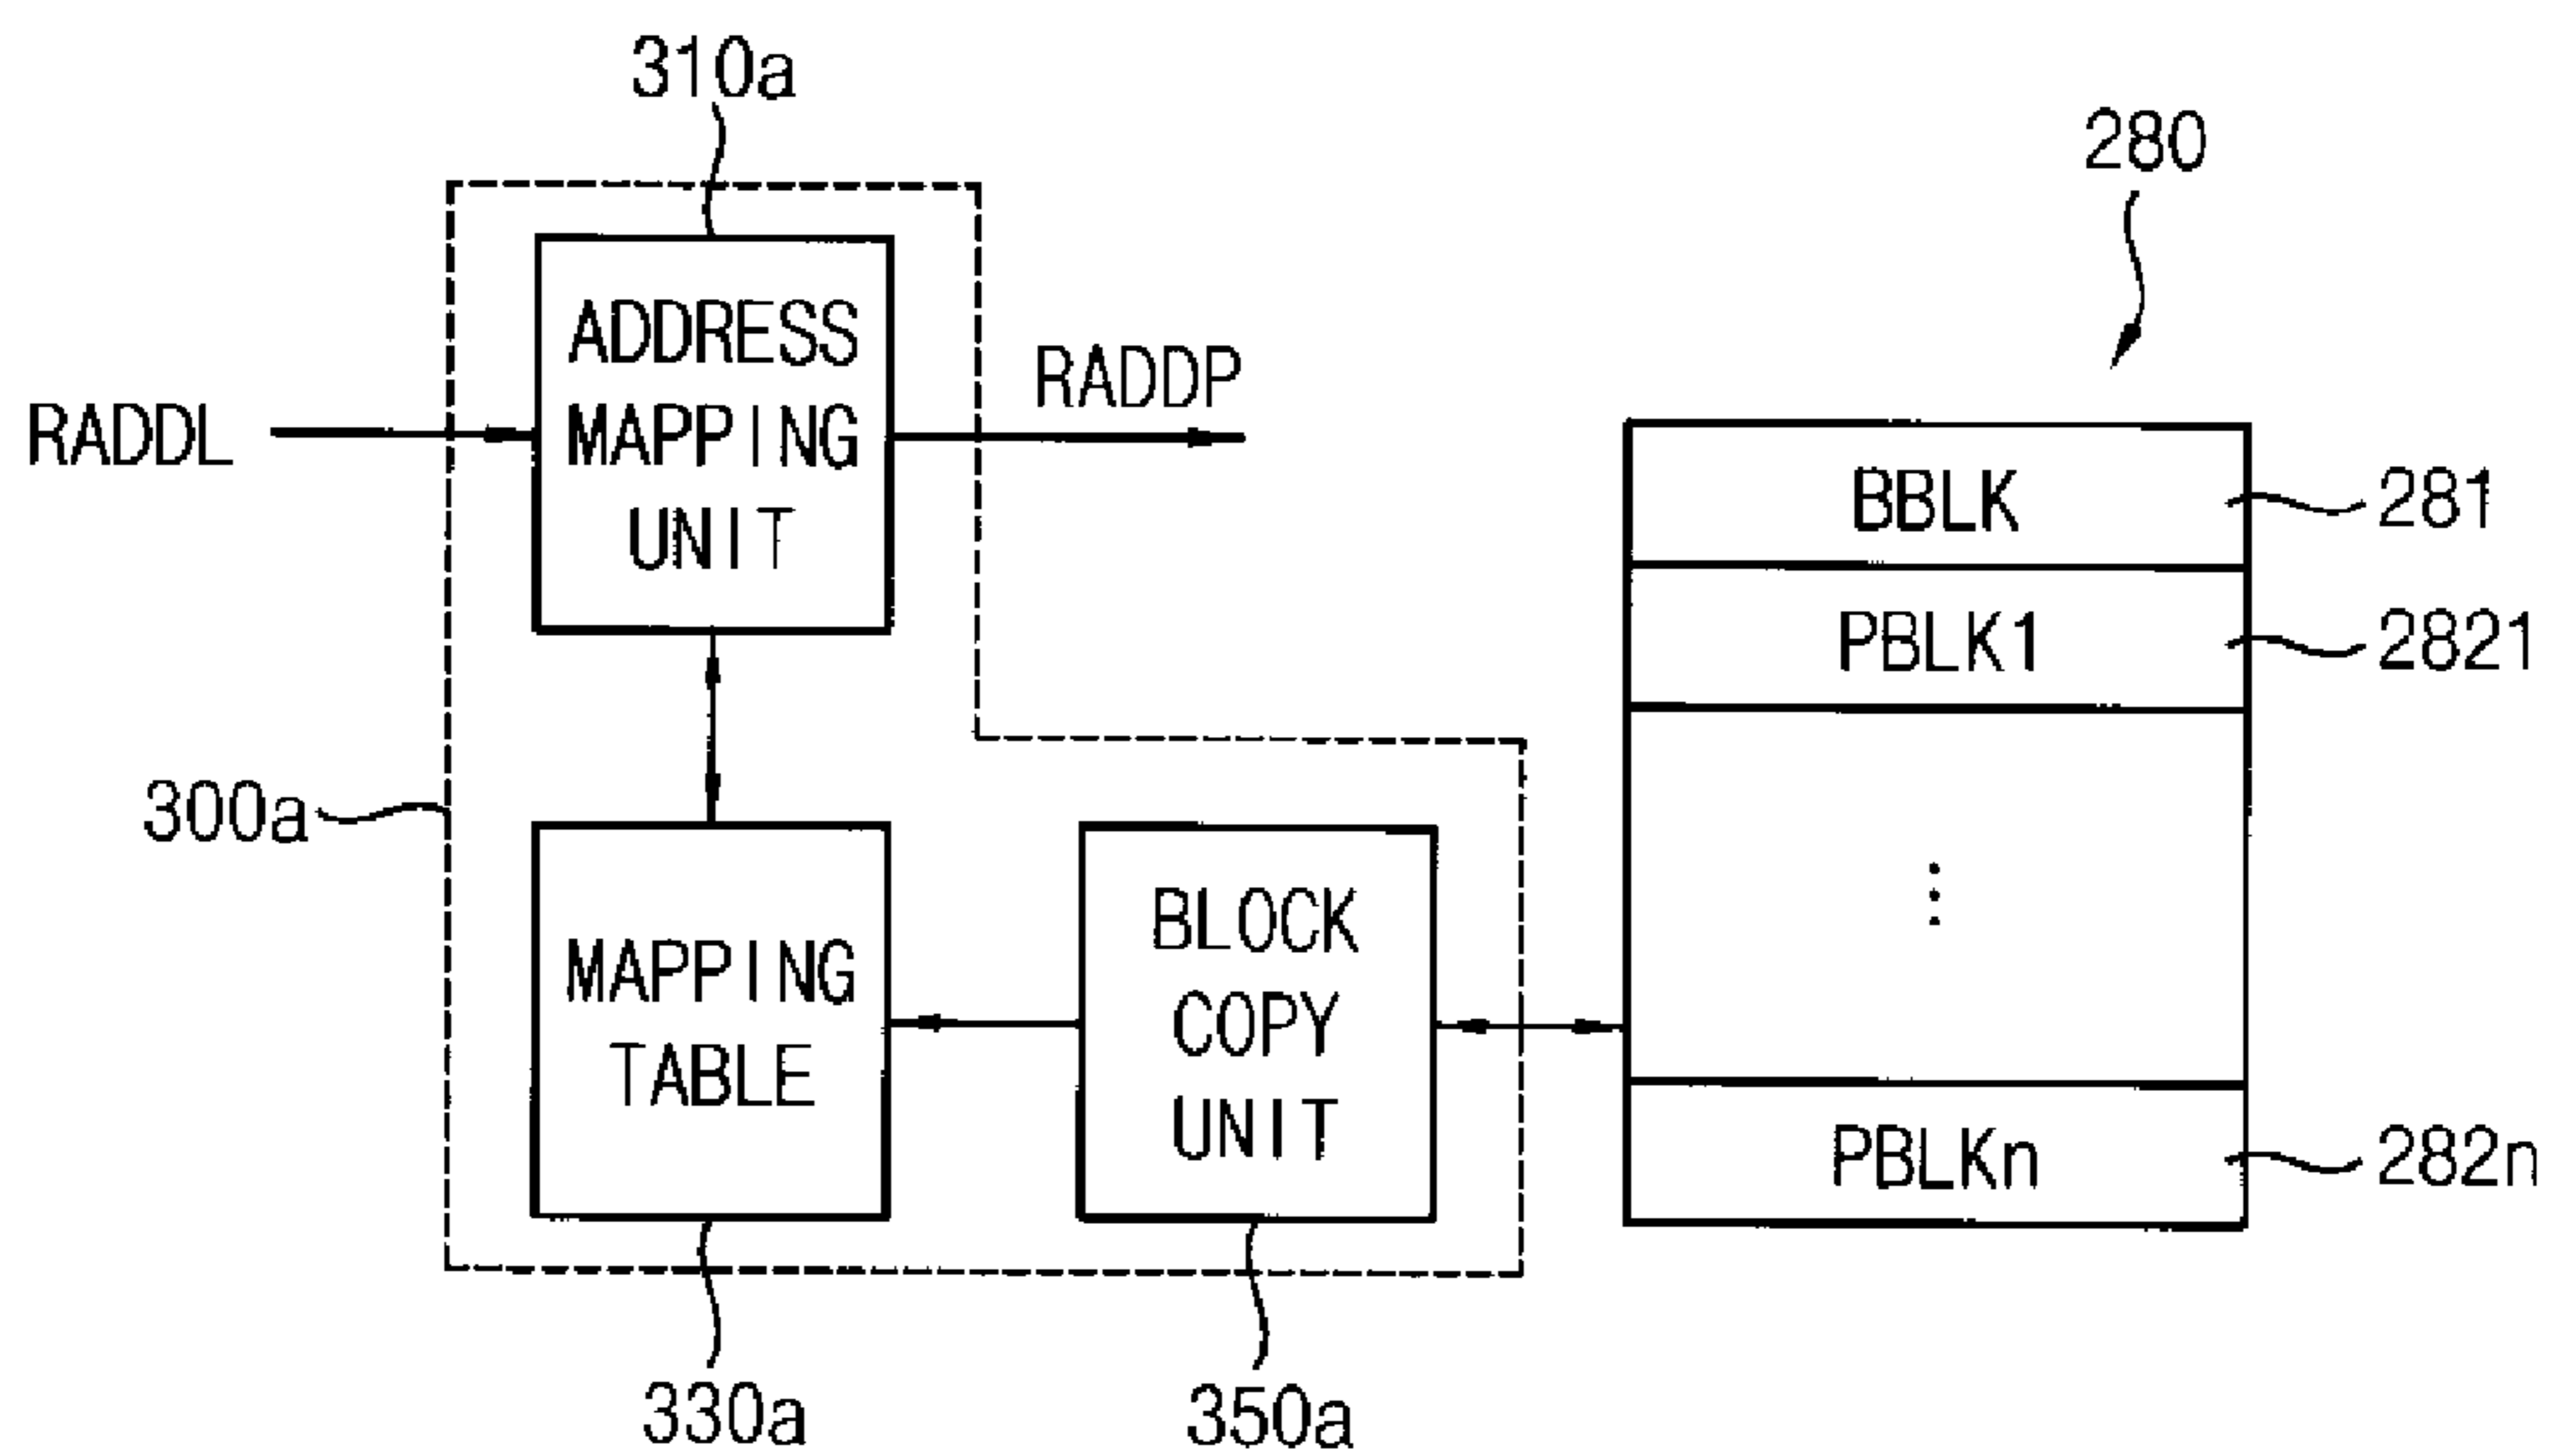 310a
280
ADDRESS
MAPPING
UNIT
RADDL
RADDP
BBLK
281
PBLK1
2821
300a
MAPPING
TABLE
BLOCK
COPY
UNIT
⋮
PBLKn
282n
330a
350a